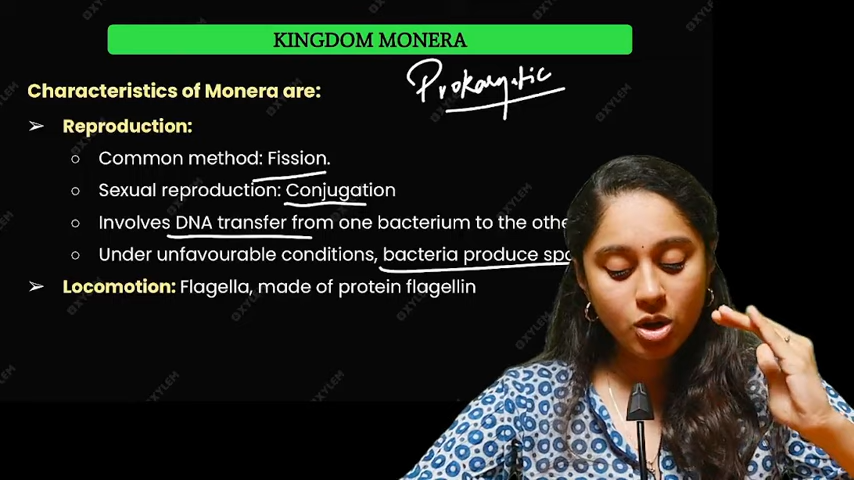 KINGDOM MONERA
Prokaryotic
Characteristics of Monera are:
➢ Reproduction:
○ Common method: Fission.
○ Sexual reproduction: Conjugation
○ Involves DNA transfer from one bacterium to the othe
○ Under unfavourable conditions, bacteria produce spo
➢ Locomotion: Flagella, made of protein flagellin
OXYLEM